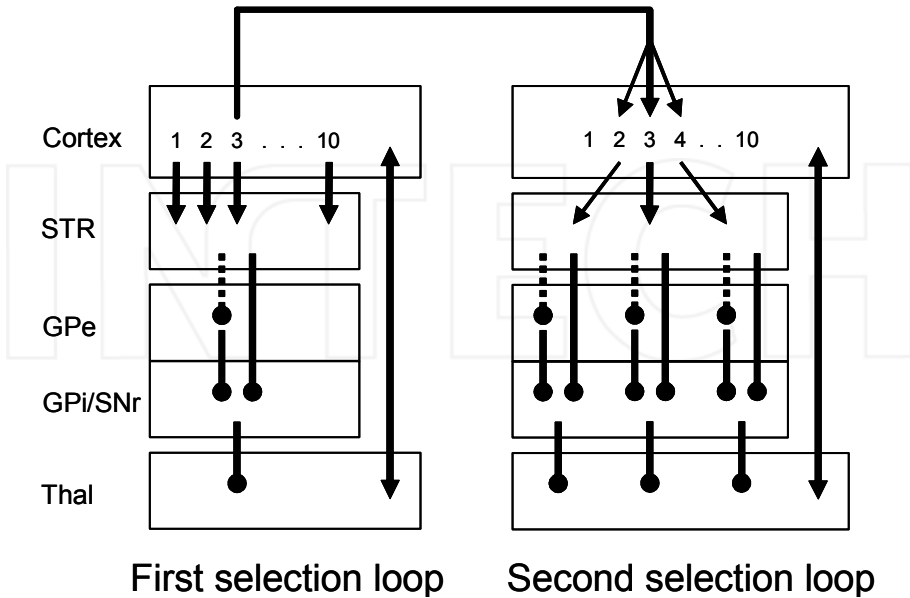 Cortex
1 2 3 . . . 10
1 2 3 4 . . 10
STR
GPe
GPi/SNr
Thal
First selection loop
Second selection loop
INTECH